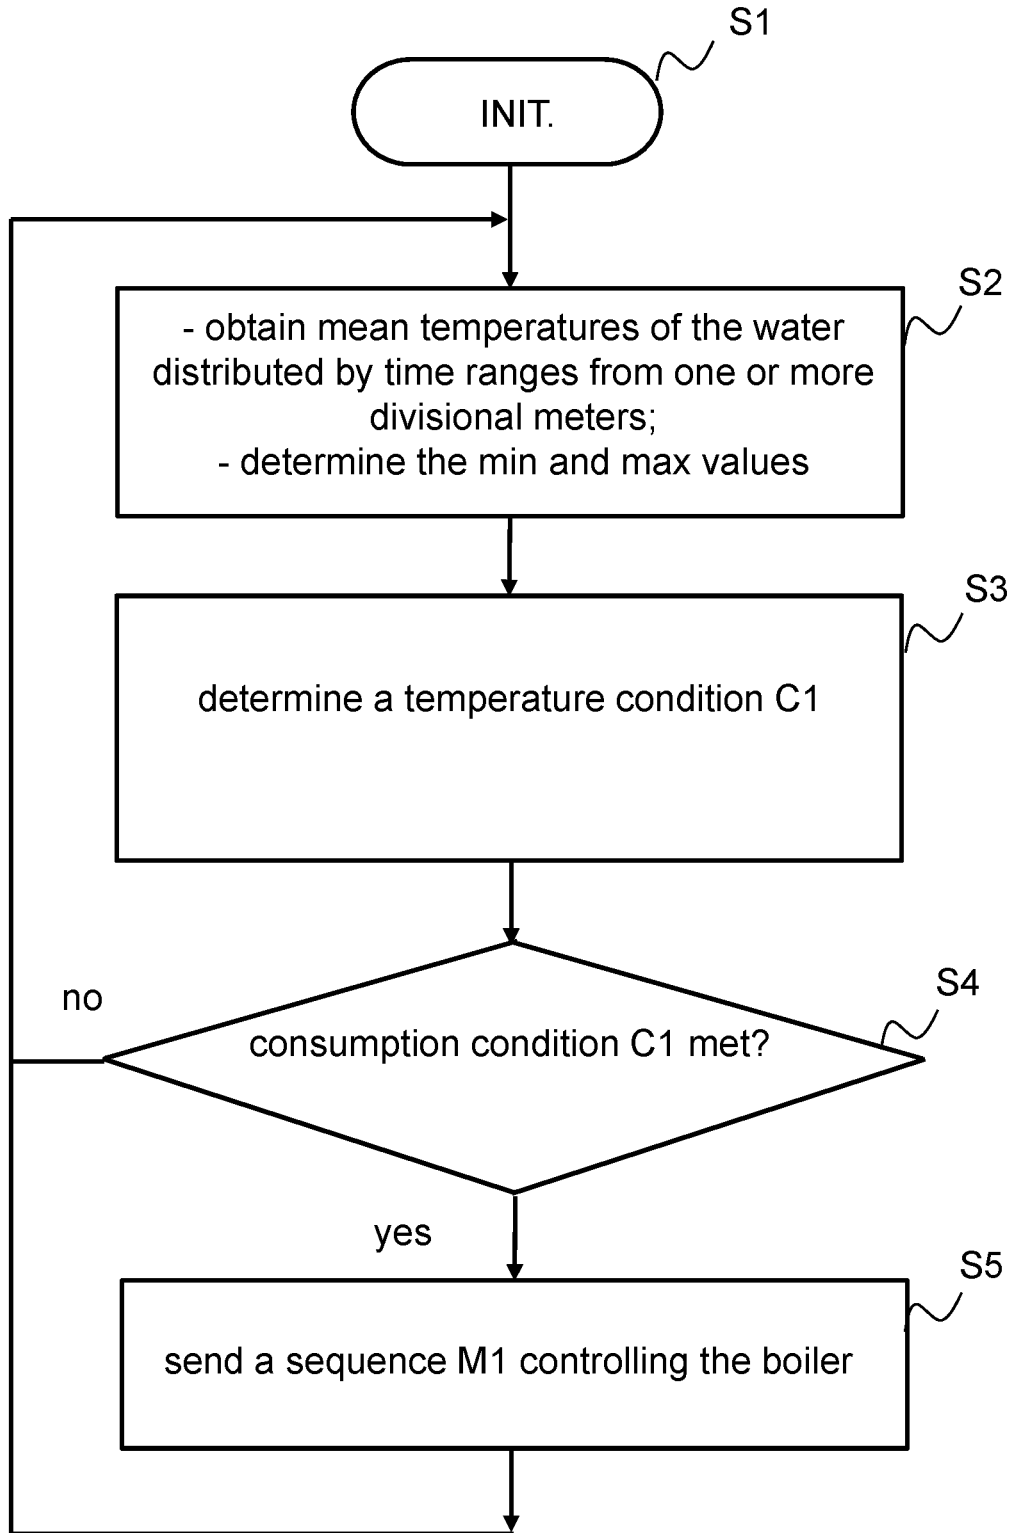 S1
INIT.
S2
- obtain mean temperatures of the water
distributed by time ranges from one or more
divisional meters;
- determine the min and max values
S3
determine a temperature condition C1
no
S4
consumption condition C1 met?
yes
S5
send a sequence M1 controlling the boiler